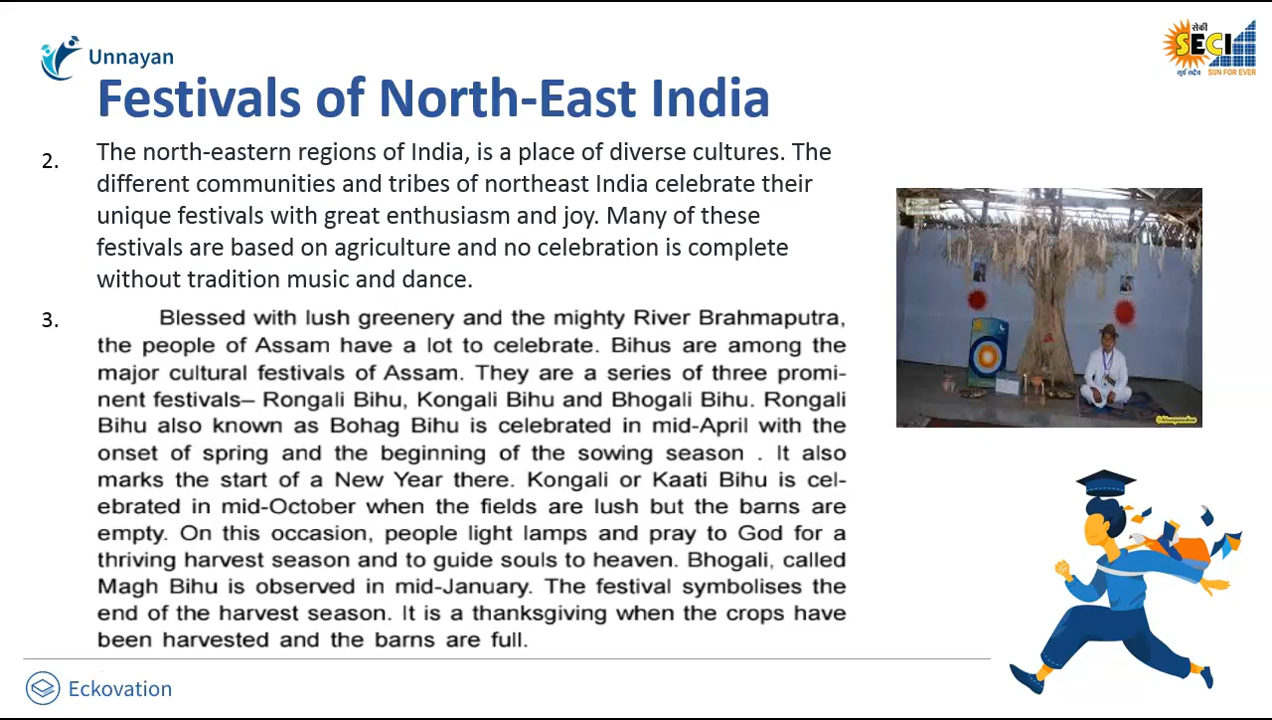 Unnayan
सेकी
SECI
सूर्य सदैव SUN FOR EVER
Festivals of North-East India
2.
The north-eastern regions of India, is a place of diverse cultures. The
different communities and tribes of northeast India celebrate their
unique festivals with great enthusiasm and joy. Many of these
festivals are based on agriculture and no celebration is complete
without tradition music and dance.
3.
Blessed with lush greenery and the mighty River Brahmaputra,
the people of Assam have a lot to celebrate. Bihus are among the
major cultural festivals of Assam. They are a series of three promi-
nent festivals– Rongali Bihu, Kongali Bihu and Bhogali Bihu. Rongali
Bihu also known as Bohag Bihu is celebrated in mid-April with the
onset of spring and the beginning of the sowing season . It also
marks the start of a New Year there. Kongali or Kaati Bihu is cel-
ebrated in mid-October when the fields are lush but the barns are
empty. On this occasion, people light lamps and pray to God for a
thriving harvest season and to guide souls to heaven. Bhogali, called
Magh Bihu is observed in mid-January. The festival symbolises the
end of the harvest season. It is a thanksgiving when the crops have
been harvested and the barns are full.
Eckovation